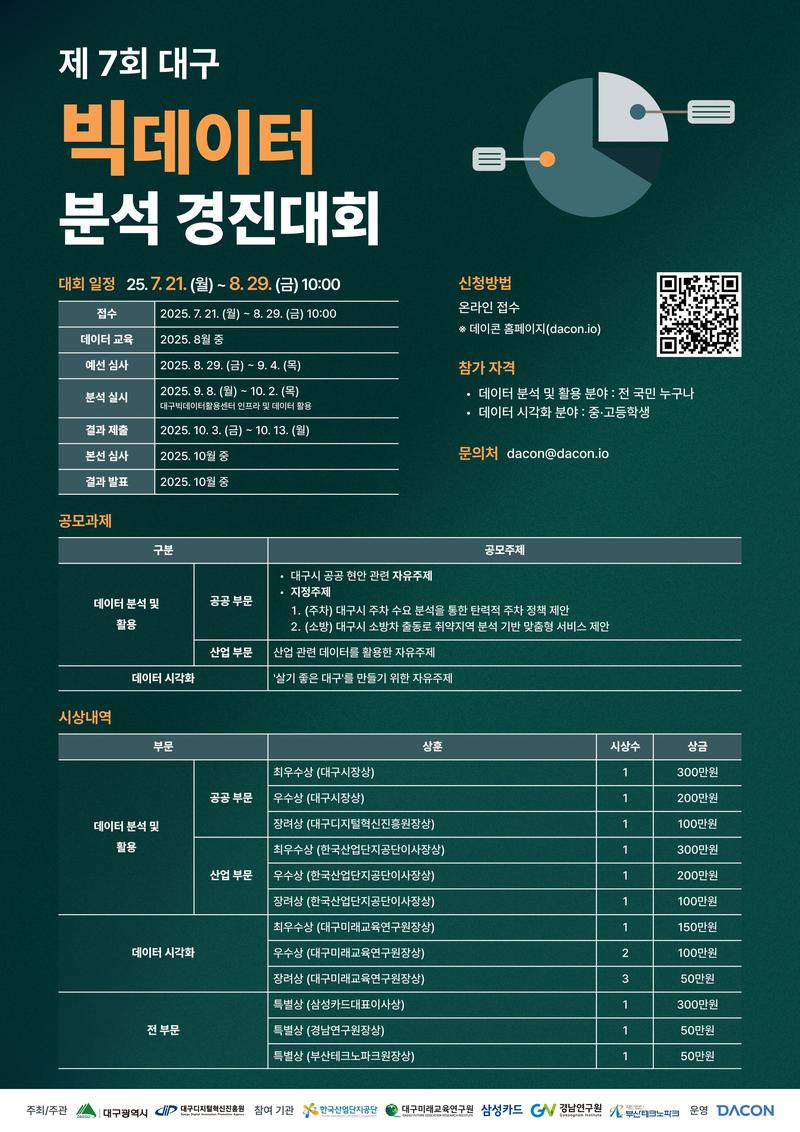 제 7회 대구
빅데이터
분석 경진대회
대회 일정 25. 7. 21. (월) ~ 8. 29. (금) 10:00
접수 2025. 7. 21. (월) ~ 8. 29. (금) 10:00
데이터 교육 2025. 8월 중
예선 심사 2025. 8. 29. (금) ~ 9. 4. (목)
분석 실시 2025. 9. 8. (월) ~ 10. 2. (목)
대구빅데이터활용센터 인프라 및 데이터 활용
결과 제출 2025. 10. 3. (금) ~ 10. 13. (월)
본선 심사 2025. 10월 중
결과 발표 2025. 10월 중
신청방법
온라인 접수
※ 데이콘 홈페이지(dacon.io)
참가 자격
• 데이터 분석 및 활용 분야 : 전 국민 누구나
• 데이터 시각화 분야 : 중·고등학생
문의처 dacon@dacon.io
공모과제
구분 공모주제
데이터 분석 및
활용
공공 부문
• 대구시 공공 현안 관련 자유주제
• 지정주제
1. (주차) 대구시 주차 수요 분석을 통한 탄력적 주차 정책 제안
2. (소방) 대구시 소방차 출동로 취약지역 분석 기반 맞춤형 서비스 제안
산업 부문 산업 관련 데이터를 활용한 자유주제
데이터 시각화 '살기 좋은 대구'를 만들기 위한 자유주제
시상내역
부문 상훈 시상수 상금
데이터 분석 및
활용
공공 부문
최우수상 (대구시장상) 1 300만원
우수상 (대구시장상) 1 200만원
장려상 (대구디지털혁신진흥원장상) 1 100만원
산업 부문
최우수상 (한국산업단지공단이사장상) 1 300만원
우수상 (한국산업단지공단이사장상) 1 200만원
장려상 (한국산업단지공단이사장상) 1 100만원
데이터 시각화
최우수상 (대구미래교육연구원장상) 1 150만원
우수상 (대구미래교육연구원장상) 2 100만원
장려상 (대구미래교육연구원장상) 3 50만원
전 부문
특별상 (삼성카드대표이사상) 1 300만원
특별상 (경남연구원장상) 1 50만원
특별상 (부산테크노파크원장상) 1 50만원
주최/주관 대구광역시 대구디지털혁신진흥원 참여 기관 한국산업단지공단 대구미래교육연구원 삼성카드 경남연구원 부산테크노파크 운영 DACON